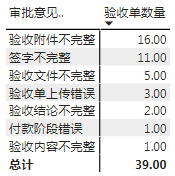 审批意见.. 验收单数量
验收附件不完整 16.00
签字不完整 11.00
验收文件不完整 5.00
验收单上传错误 3.00
验收结论不完整 2.00
付款阶段错误 1.00
验收内容不完整 1.00
总计 39.00